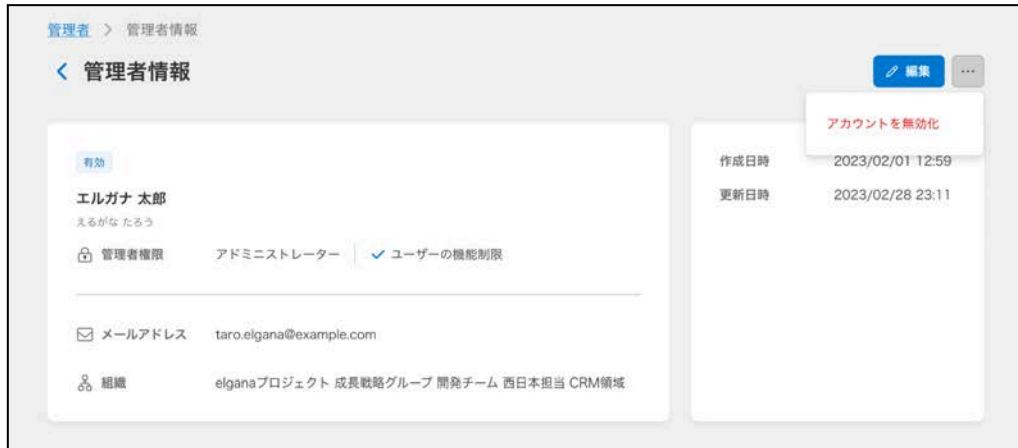 管理者 > 管理者情報
< 管理者情報
編集 …
アカウントを無効化
有効
エルガナ 太郎
えるがな たろう
管理者権限 アドミニストレーター ユーザーの機能制限
メールアドレス taro.elgana@example.com
組織 elganaプロジェクト 成長戦略グループ 開発チーム 西日本担当 CRM領域
作成日時 2023/02/01 12:59
更新日時 2023/02/28 23:11